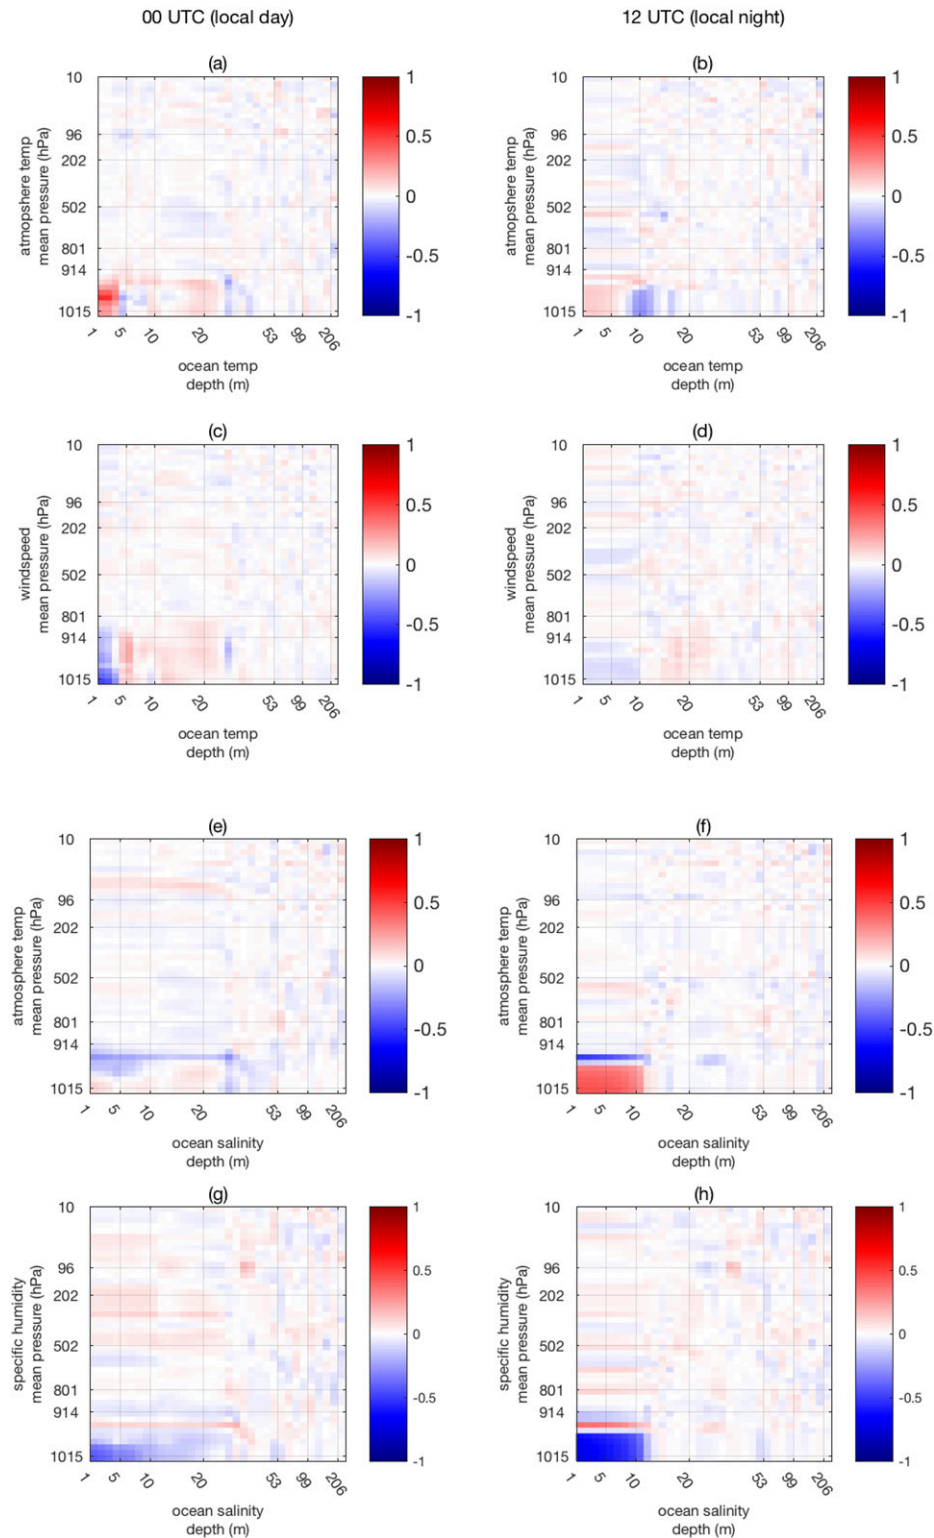 00 UTC (local day)
12 UTC (local night)
(a)
10
96
202
502
801
914
1015
atmopsphere temp
mean pressure (hPa)
1 5 10 20 53 99 206
ocean temp
depth (m)
1
0.5
0
-0.5
-1
(b)
10
96
202
502
801
914
1015
atmopsphere temp
mean pressure (hPa)
1 5 10 20 53 99 206
ocean temp
depth (m)
1
0.5
0
-0.5
-1
(c)
10
96
202
502
801
914
1015
windspeed
mean pressure (hPa)
1 5 10 20 53 99 206
ocean temp
depth (m)
1
0.5
0
-0.5
-1
(d)
10
96
202
502
801
914
1015
windspeed
mean pressure (hPa)
1 5 10 20 53 99 206
ocean temp
depth (m)
1
0.5
0
-0.5
-1
(e)
10
96
202
502
801
914
1015
atmosphere temp
mean pressure (hPa)
1 5 10 20 53 99 206
ocean salinity
depth (m)
1
0.5
0
-0.5
-1
(f)
10
96
202
502
801
914
1015
atmosphere temp
mean pressure (hPa)
1 5 10 20 53 99 206
ocean salinity
depth (m)
1
0.5
0
-0.5
-1
(g)
10
96
202
502
801
914
1015
specific humidity
mean pressure (hPa)
1 5 10 20 53 99 206
ocean salinity
depth (m)
1
0.5
0
-0.5
-1
(h)
10
96
202
502
801
914
1015
specific humidity
mean pressure (hPa)
1 5 10 20 53 99 206
ocean salinity
depth (m)
1
0.5
0
-0.5
-1